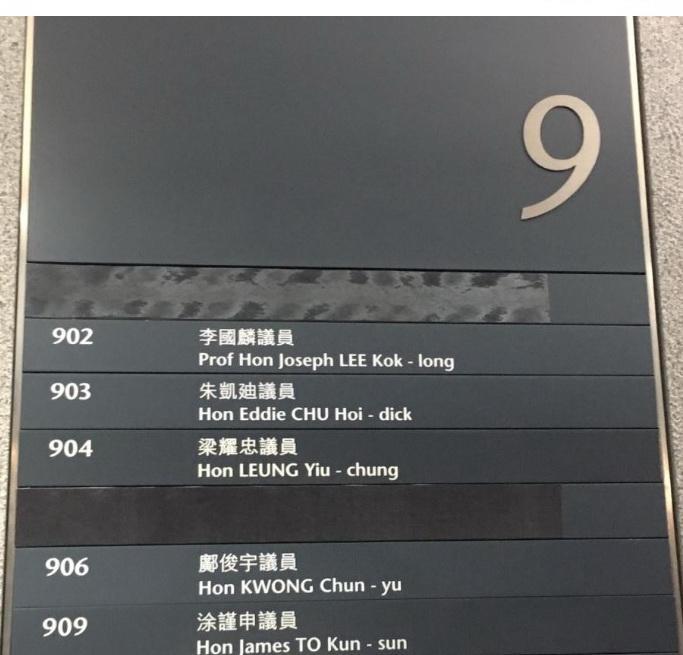 9
902 李國麟議員
Prof Hon Joseph LEE Kok - long
903 朱凱廸議員
Hon Eddie CHU Hoi - dick
904 梁耀忠議員
Hon LEUNG Yiu - chung
906 鄺俊宇議員
Hon KWONG Chun - yu
909 涂謹申議員
Hon James TO Kun - sun